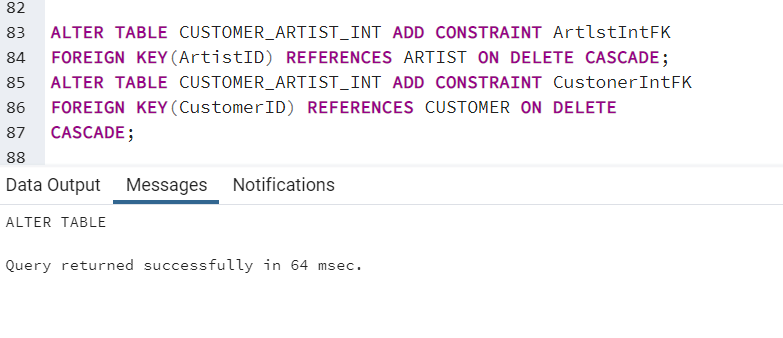 82
83 ALTER TABLE CUSTOMER_ARTIST_INT ADD CONSTRAINT ArtlstIntFK
84 FOREIGN KEY(ArtistID) REFERENCES ARTIST ON DELETE CASCADE;
85 ALTER TABLE CUSTOMER_ARTIST_INT ADD CONSTRAINT CustonerIntFK
86 FOREIGN KEY(CustomerID) REFERENCES CUSTOMER ON DELETE
87 CASCADE;
88
Data Output Messages Notifications
ALTER TABLE
Query returned successfully in 64 msec.